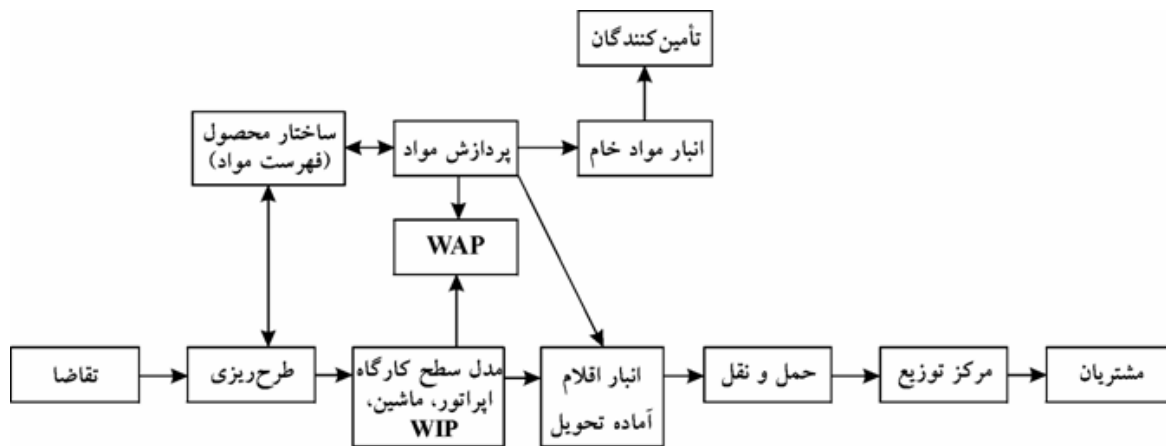 تأمین‌کنندگان
ساختار محصول
(فهرست مواد)
پردازش مواد
انبار مواد خام
WAP
تقاضا
طرح‌ریزی
مدل سطح کارگاه
اپراتور، ماشین،
WIP
انبار اقلام
آماده تحویل
حمل و نقل
مرکز توزیع
مشتریان